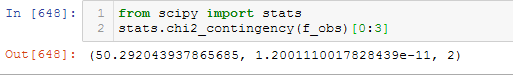 In [648]: 1 from scipy import stats
2 stats.chi2_contingency(f_obs)[0:3]
Out[648]: (50.292043937865685, 1.2001110017828439e-11, 2)